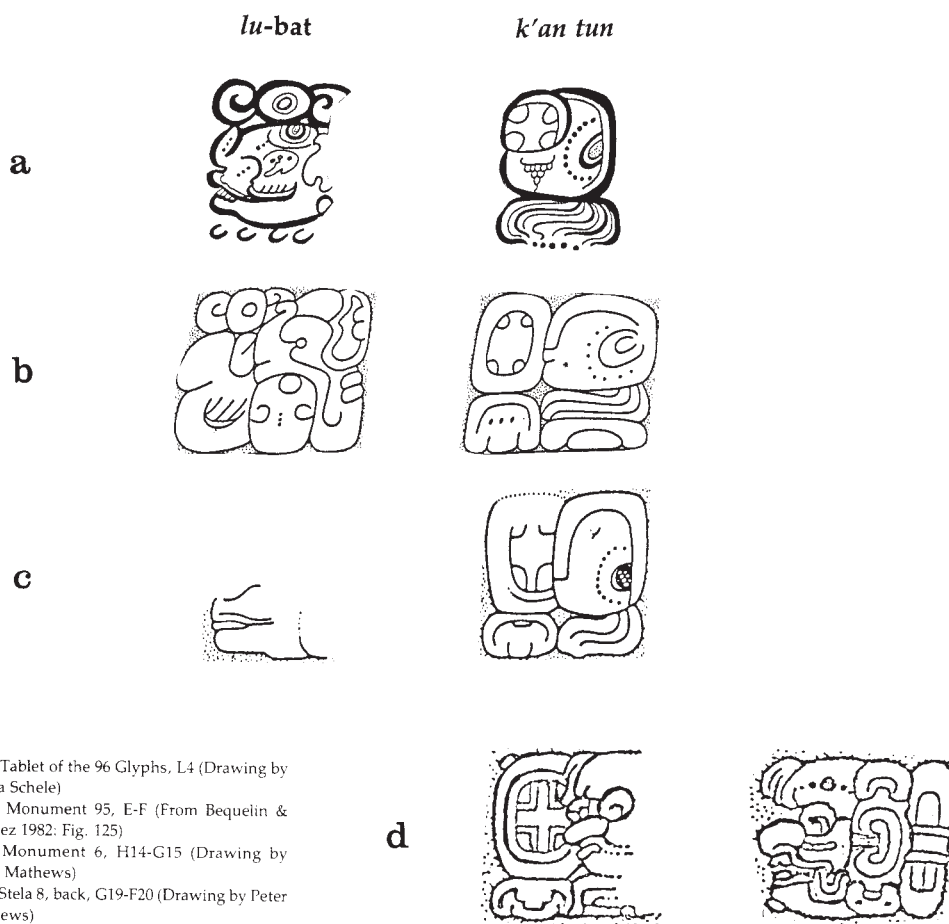 lu-bat k'an tun
a
b
c
d
Tablet of the 96 Glyphs, L4 (Drawing by
a Schele)
Monument 95, E-F (From Bequelin &
ez 1982: Fig. 125)
Monument 6, H14-G15 (Drawing by
Mathews)
Stela 8, back, G19-F20 (Drawing by Peter
ews)